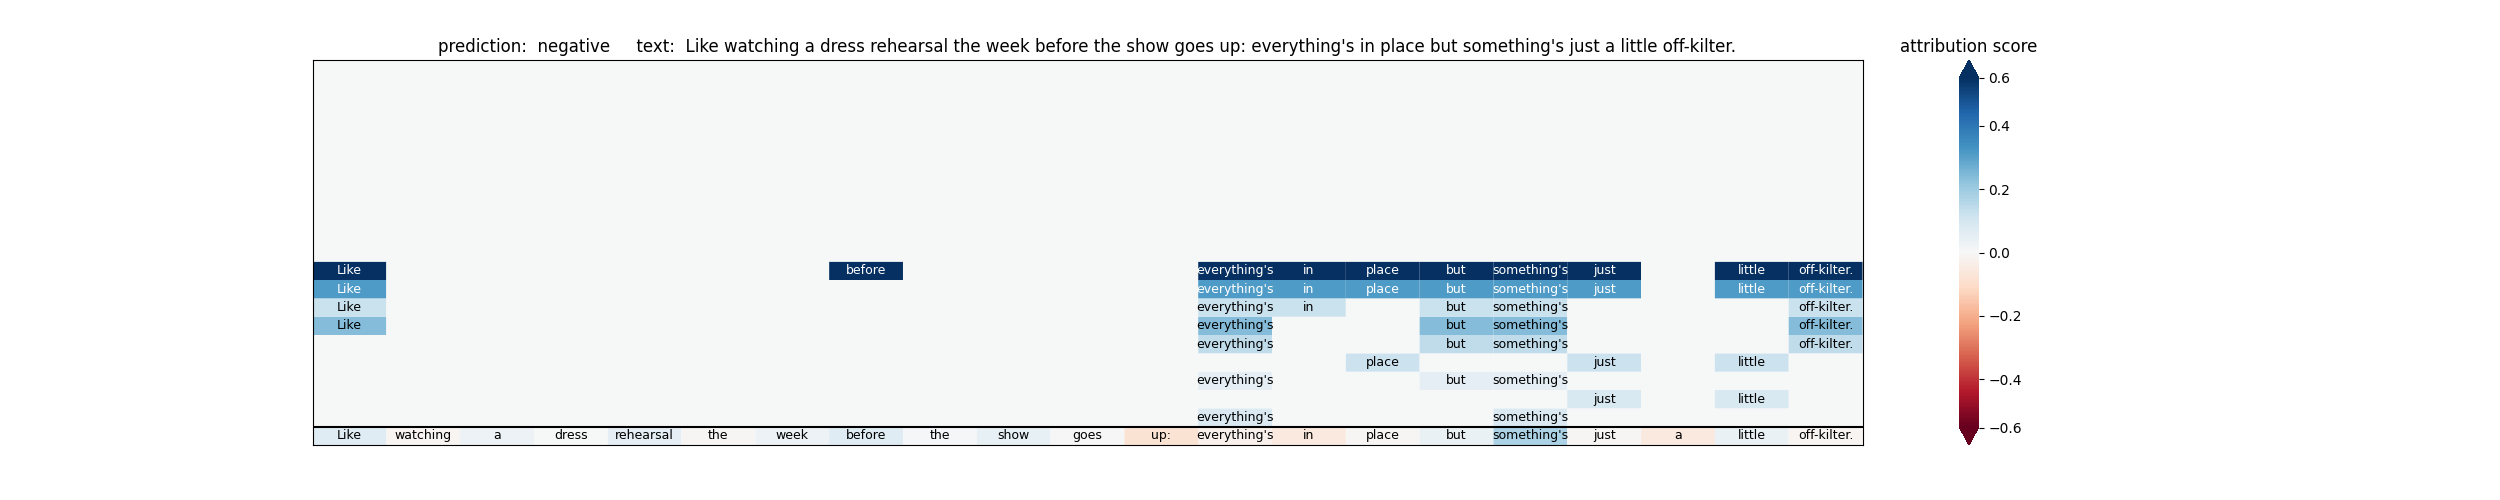 prediction:  negative     text:  Like watching a dress rehearsal the week before the show goes up: everything's in place but something's just a little off-kilter.
attribution score
Like before everything's in place but something's just little off-kilter.
Like everything's in place but something's just little off-kilter.
Like everything's in but something's off-kilter.
Like everything's but something's off-kilter.
everything's but something's off-kilter.
place just little
everything's but something's
just little
everything's something's
Like watching a dress rehearsal the week before the show goes up: everything's in place but something's just a little off-kilter.
0.6
0.4
0.2
0.0
−0.2
−0.4
−0.6